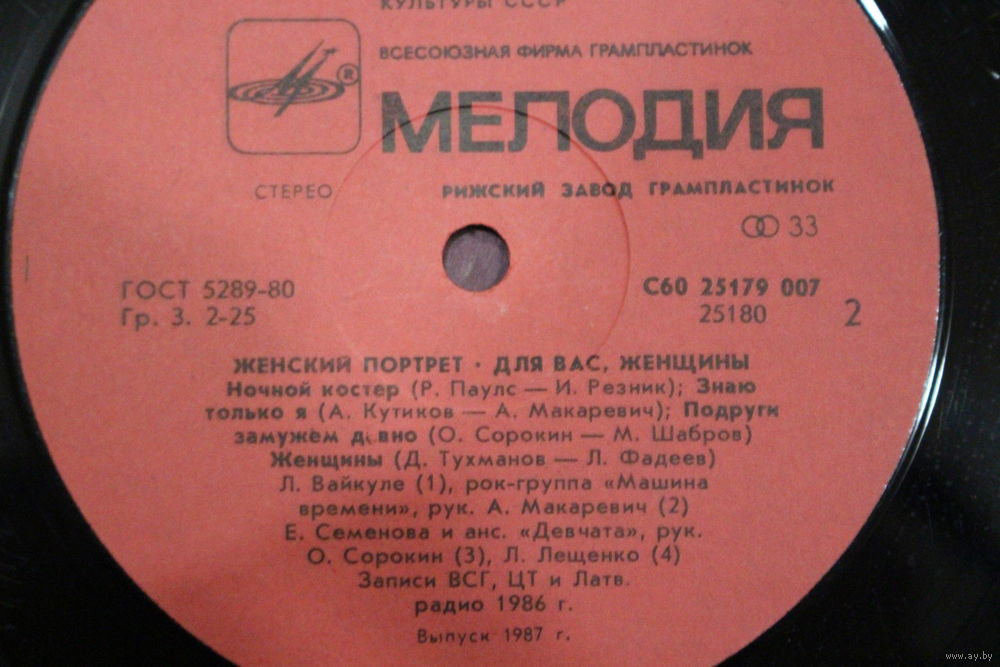 КУЛЬТУРЫ СССР
ВСЕСОЮЗНАЯ ФИРМА ГРАМПЛАСТИНОК
®
МЕЛОДИЯ
СТЕРЕО
РИЖСКИЙ ЗАВОД ГРАМПЛАСТИНОК
33
ГОСТ 5289-80
Гр. 3. 2-25
С60 25179 007
25180
2
ЖЕНСКИЙ ПОРТРЕТ · ДЛЯ ВАС, ЖЕНЩИНЫ
Ночной костер (Р. Паулс — И. Резник); Знаю
только я (А. Кутиков — А. Макаревич); Подруги
замужем давно (О. Сорокин — М. Шабров)
Женщины (Д. Тухманов — Л. Фадеев)
Л. Вайкуле (1), рок-группа «Машина
времени», рук. А. Макаревич (2)
Е. Семенова и анс. «Девчата», рук.
О. Сорокин (3), Л. Лещенко (4)
Записи ВСГ, ЦТ и Латв.
радио 1986 г.
Выпуск 1987 г.
www.ay.by